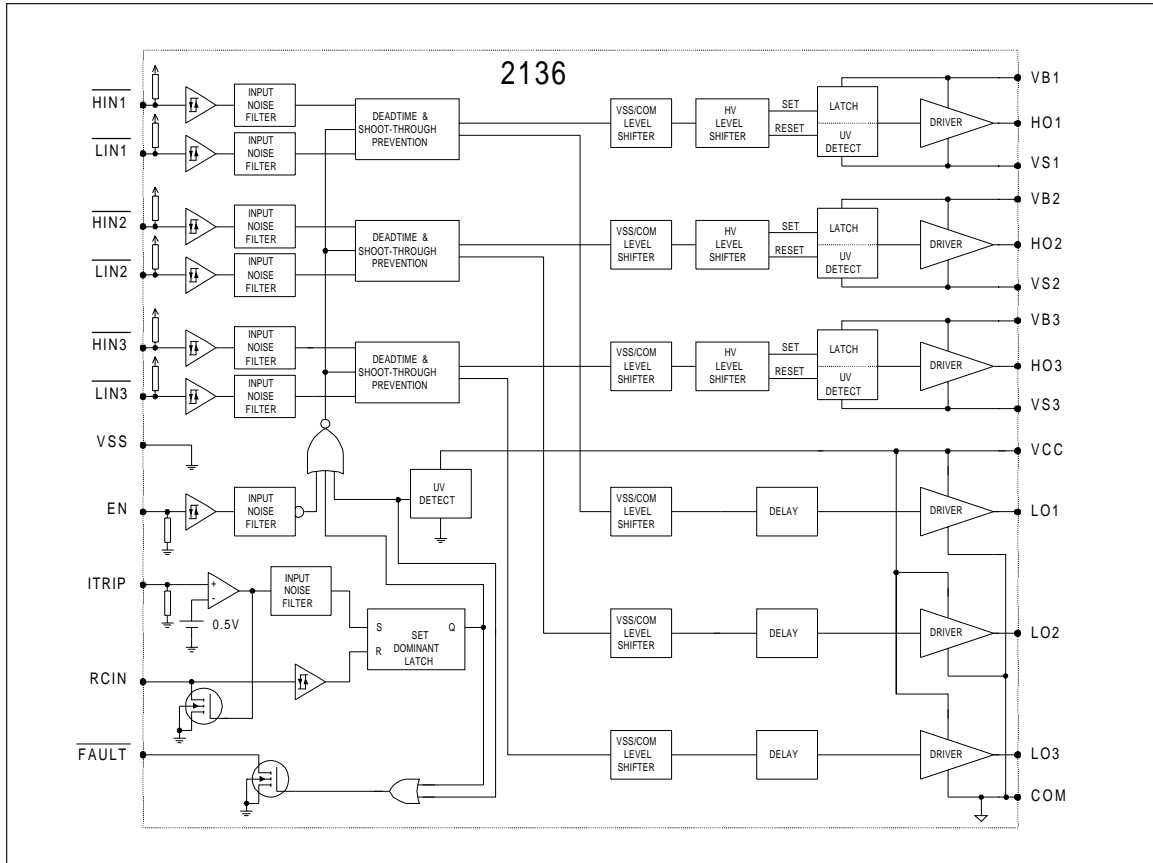 2136
HIN1
LIN1
HIN2
LIN2
HIN3
LIN3
VSS
EN
ITRIP
RCIN
FAULT
INPUT
NOISE
FILTER
INPUT
NOISE
FILTER
INPUT
NOISE
FILTER
INPUT
NOISE
FILTER
INPUT
NOISE
FILTER
INPUT
NOISE
FILTER
INPUT
NOISE
FILTER
INPUT
NOISE
FILTER
+
-
0.5V
S
R
Q
SET
DOMINANT
LATCH
UV
DETECT
DEADTIME &
SHOOT-THROUGH
PREVENTION
DEADTIME &
SHOOT-THROUGH
PREVENTION
DEADTIME &
SHOOT-THROUGH
PREVENTION
VSS/COM
LEVEL
SHIFTER
HV
LEVEL
SHIFTER
SET
RESET
LATCH
UV
DETECT
DRIVER
VSS/COM
LEVEL
SHIFTER
HV
LEVEL
SHIFTER
SET
RESET
LATCH
UV
DETECT
DRIVER
VSS/COM
LEVEL
SHIFTER
HV
LEVEL
SHIFTER
SET
RESET
LATCH
UV
DETECT
DRIVER
VSS/COM
LEVEL
SHIFTER
DELAY
DRIVER
VSS/COM
LEVEL
SHIFTER
DELAY
DRIVER
VSS/COM
LEVEL
SHIFTER
DELAY
DRIVER
VB1
HO1
VS1
VB2
HO2
VS2
VB3
HO3
VS3
VCC
LO1
LO2
LO3
COM